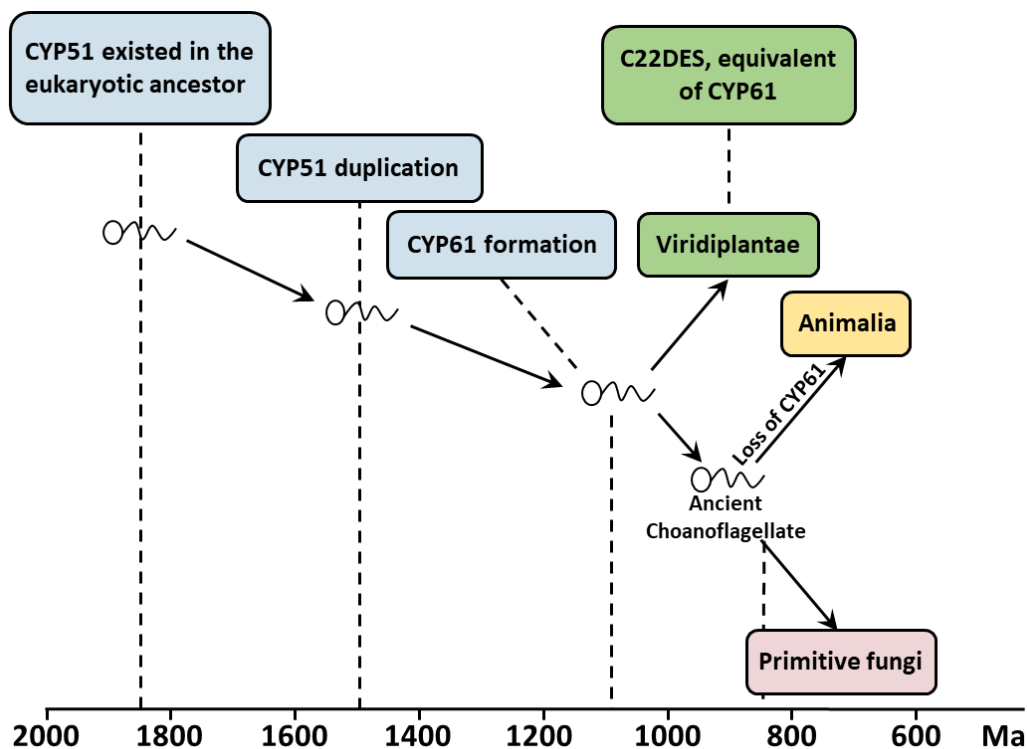 CYP51 existed in the
eukaryotic ancestor
C22DES, equivalent
of CYP61
CYP51 duplication
CYP61 formation
Viridiplantae
Animalia
Loss of CYP61
Ancient
Choanoflagellate
Primitive fungi
2000 1800 1600 1400 1200 1000 800 600 Ma